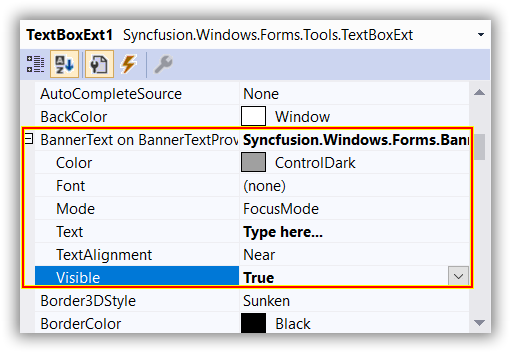 TextBoxExt1 Syncfusion.Windows.Forms.Tools.TextBoxExt
AutoCompleteSource None
BackColor Window
BannerText on BannerTextProv Syncfusion.Windows.Forms.Bann
Color ControlDark
Font (none)
Mode FocusMode
Text Type here...
TextAlignment Near
Visible True
Border3DStyle Sunken
BorderColor Black